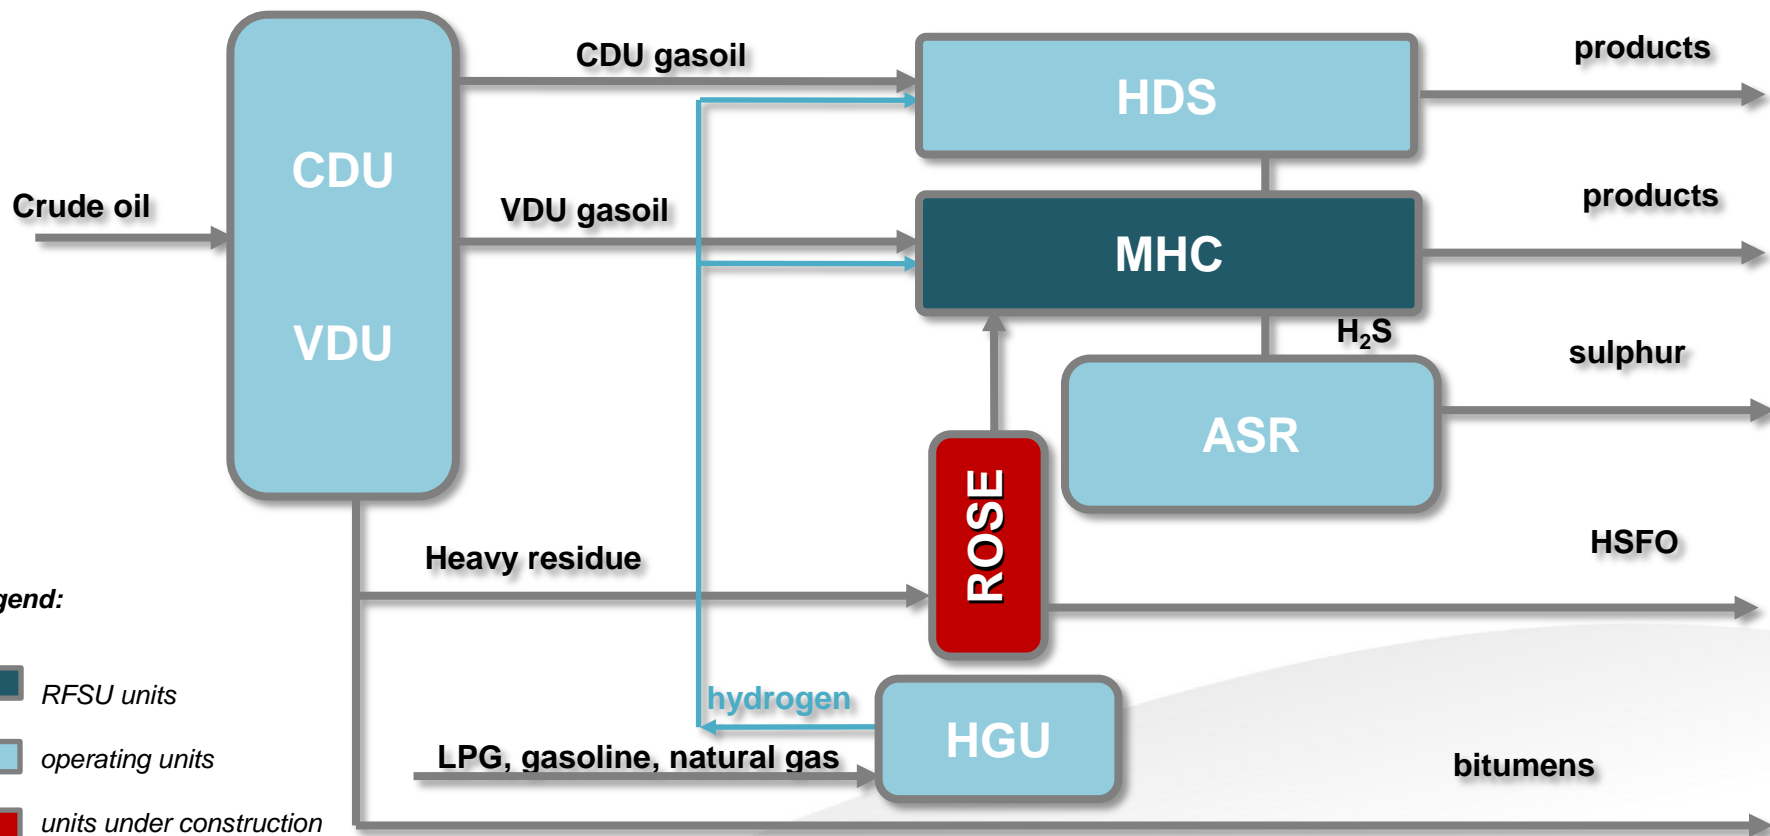 CDU gasoil
products
HDS
CDU
Crude oil
VDU gasoil
products
MHC
VDU
H₂S
sulphur
ASR
ROSE
Heavy residue
HSFO
gend:
RFSU units
hydrogen
HGU
operating units
LPG, gasoline, natural gas
bitumens
units under construction